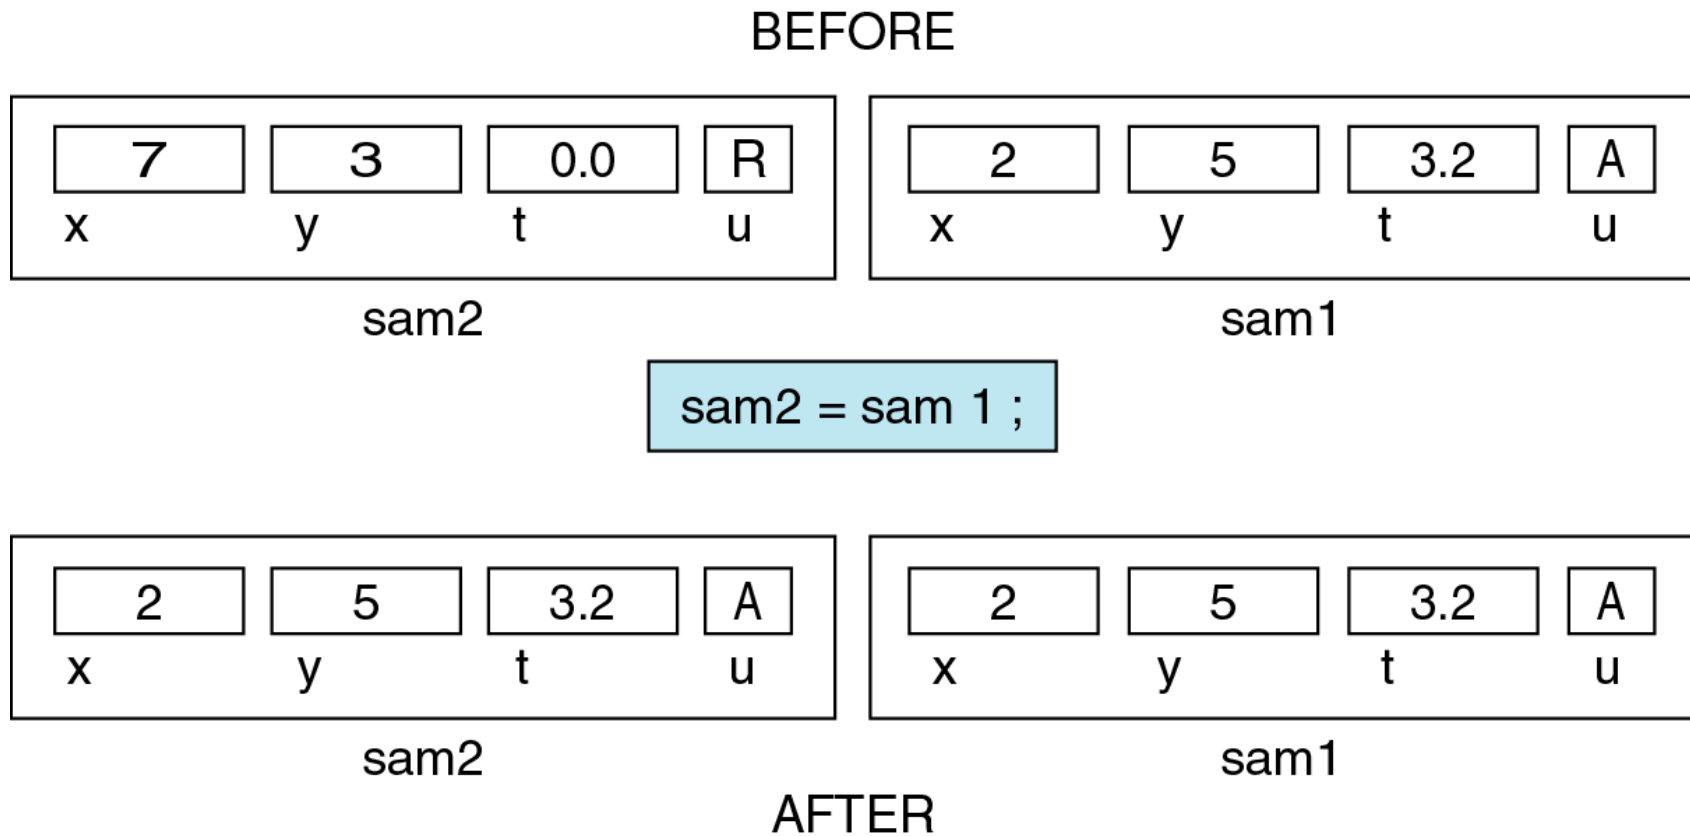 BEFORE
7 3 0.0 R 2 5 3.2 A
x y t u x y t u
sam2 sam1
sam2 = sam 1 ;
2 5 3.2 A 2 5 3.2 A
x y t u x y t u
sam2 sam1
AFTER